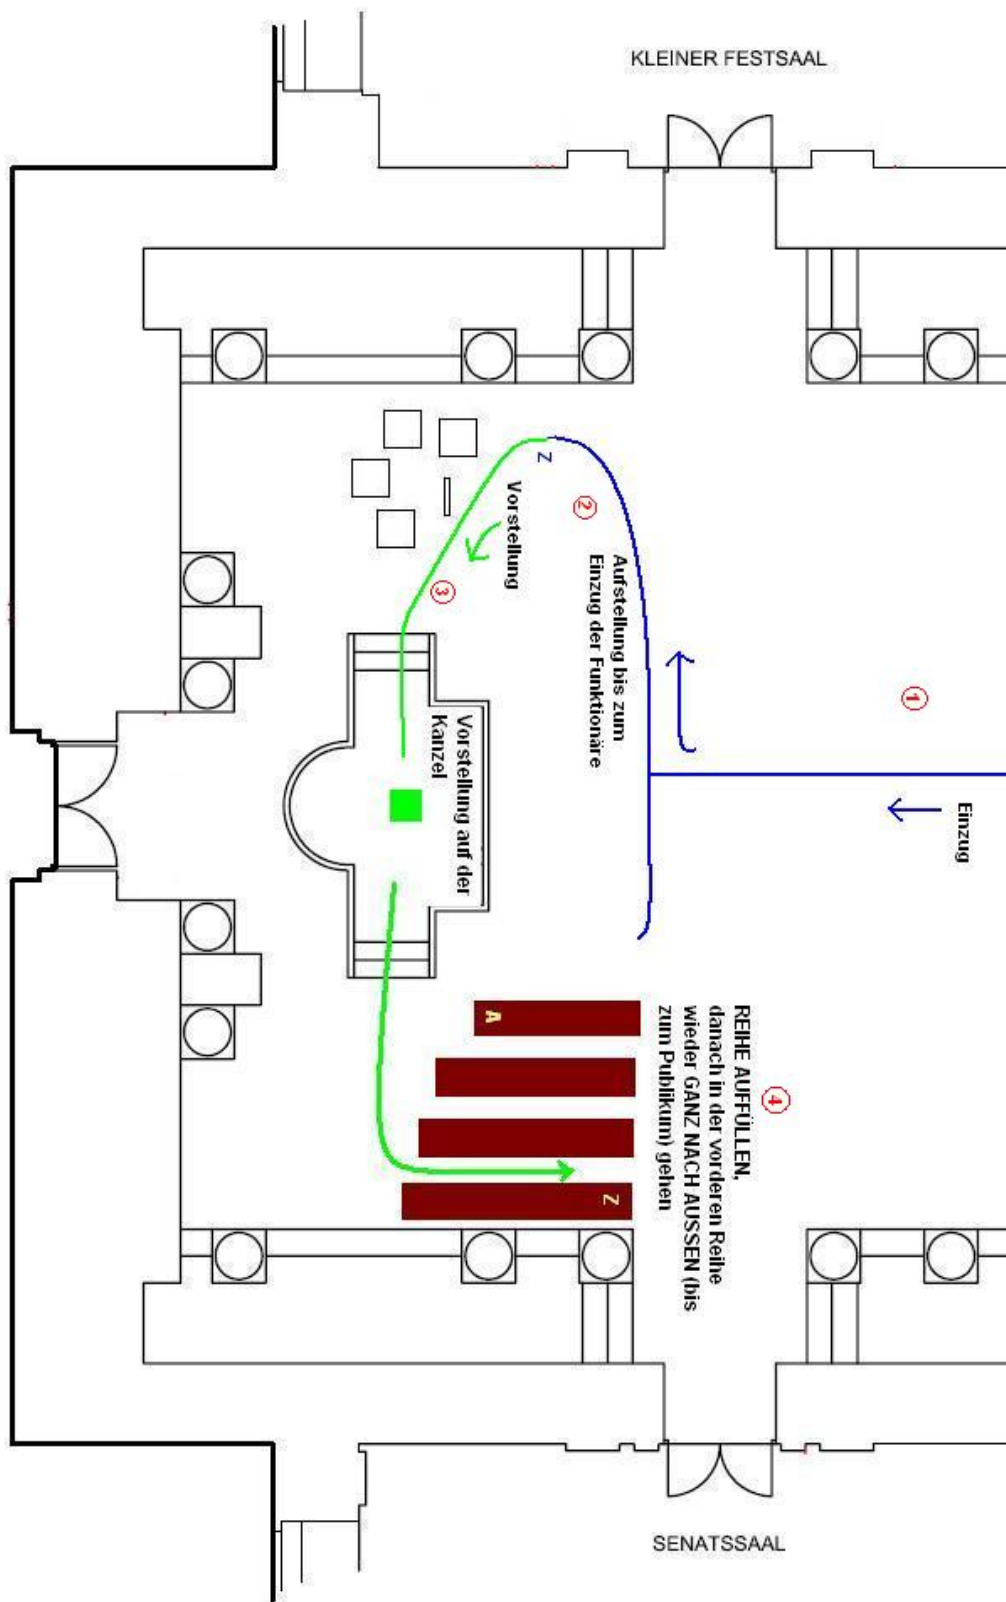 KLEINER FESTSAAL
①
Einzug
②
Z
Aufstellung bis zum
Einzug der Funktionäre
③
Vorstellung
Vorstellung auf der
Kanzel
④
REIHE AUFFÜLLEN,
danach in der vorderen Reihe
wieder GANZ NACH AUSSEN (bis
zum Publikum) gehen
A
Z
SENATSSAAL